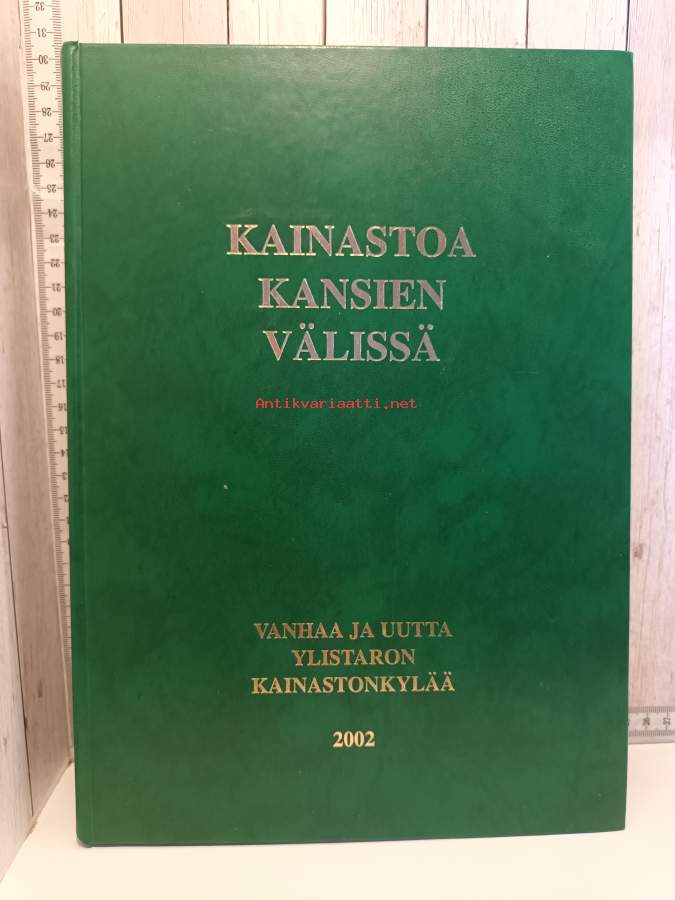 KAINASTOA
KANSIEN
VÄLISSÄ
Antikvariaatti.net
VANHAA JA UUTTA
YLISTARON
KAINASTONKYLÄÄ
2002